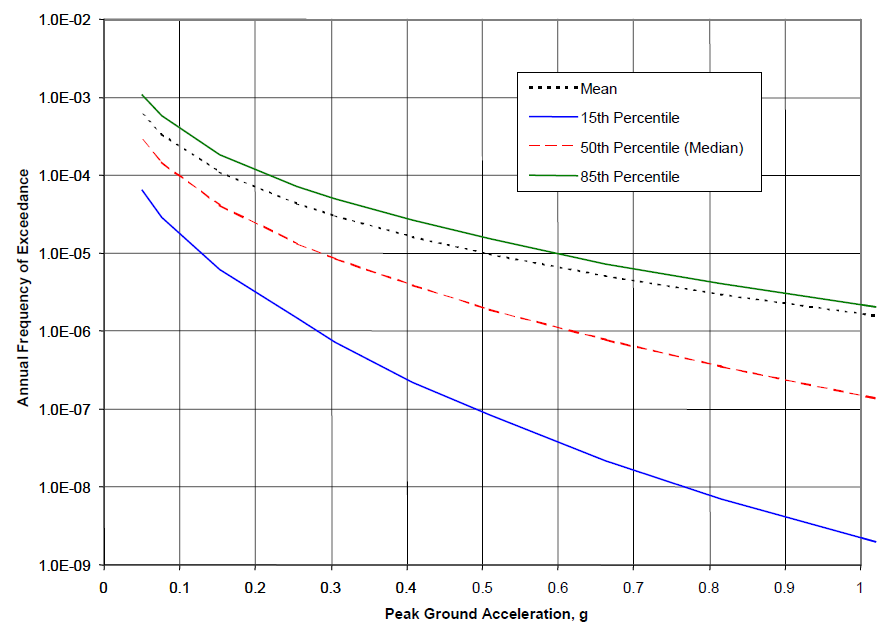 1.0E-02
1.0E-03
1.0E-04
1.0E-05
1.0E-06
1.0E-07
1.0E-08
1.0E-09
Annual Frequency of Exceedance
Mean
15th Percentile
50th Percentile (Median)
85th Percentile
0 0.1 0.2 0.3 0.4 0.5 0.6 0.7 0.8 0.9 1
Peak Ground Acceleration, g